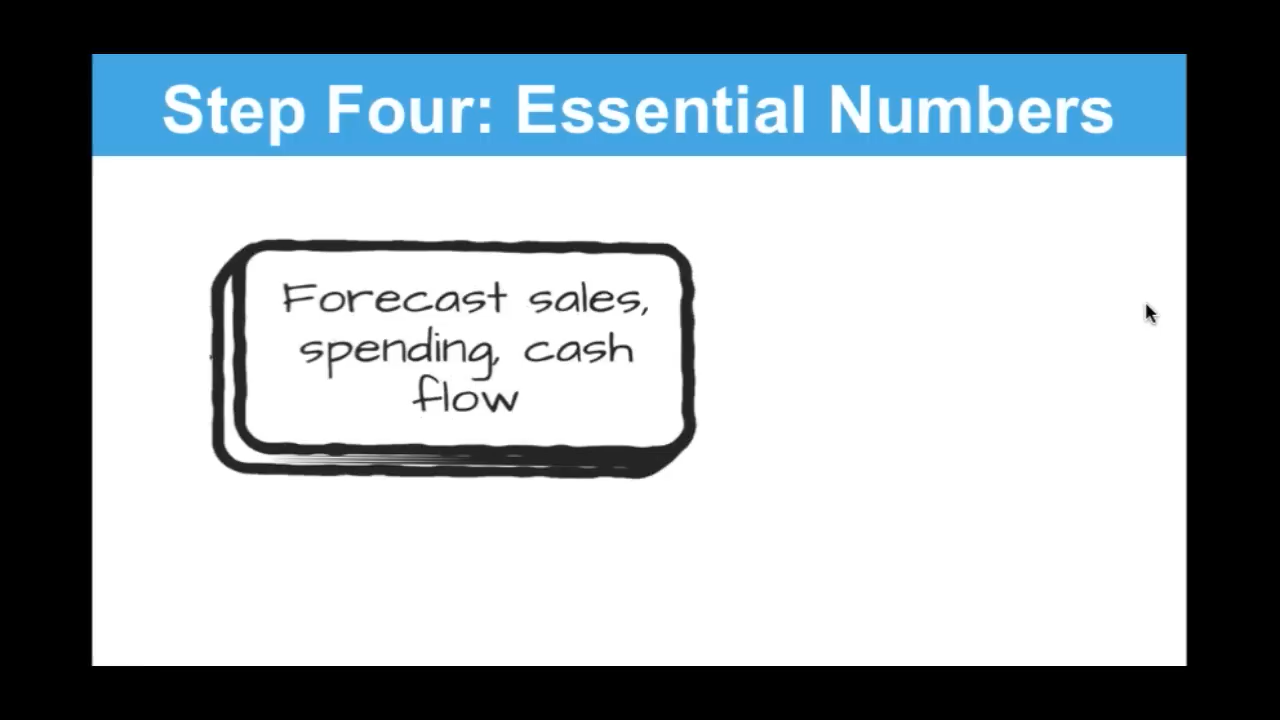 Step Four: Essential Numbers
Forecast sales,
spending, cash
flow